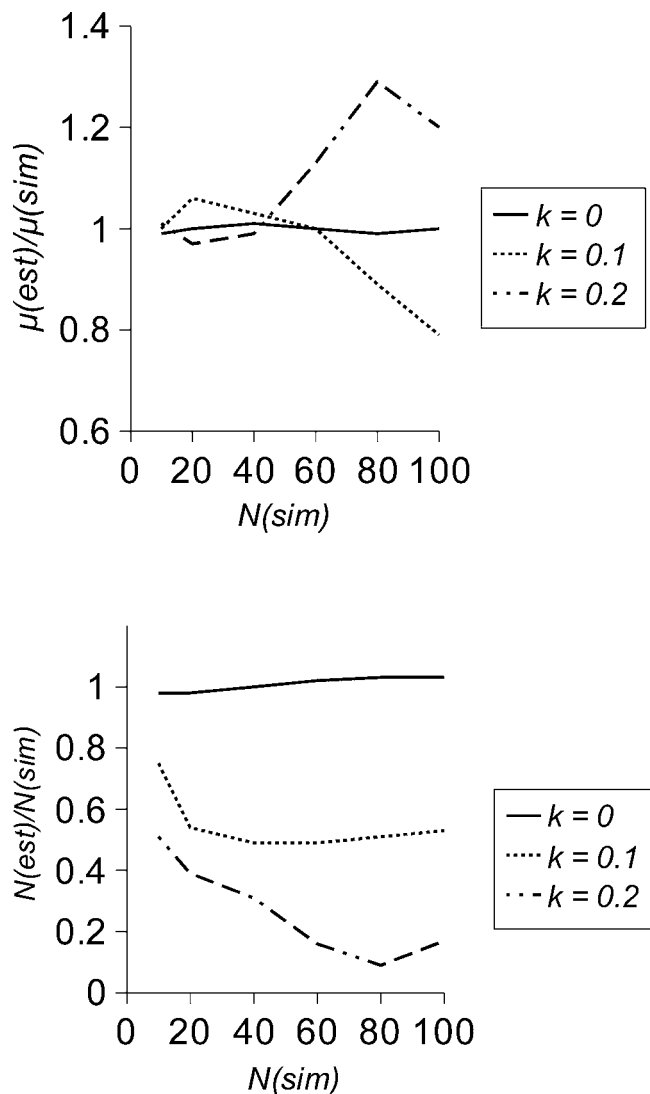 1.4
1.2
1
0.8
0.6
μ(est)/μ(sim)
0 20 40 60 80 100
N(sim)
k = 0
k = 0.1
k = 0.2
1
0.8
0.6
0.4
0.2
0
N(est)/N(sim)
0 20 40 60 80 100
N(sim)
k = 0
k = 0.1
k = 0.2